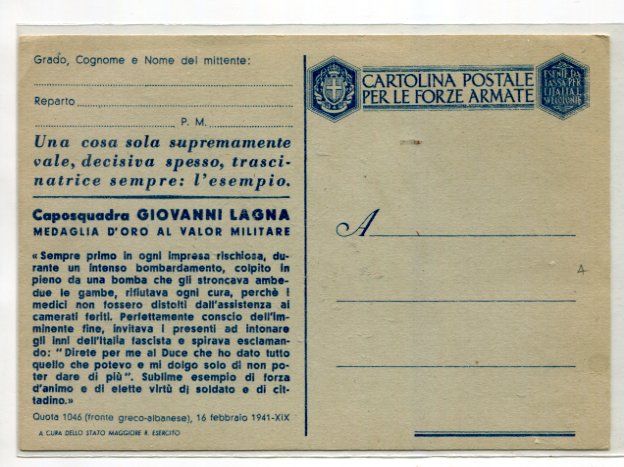 Grado, Cognome e Nome del mittente:
Reparto
P. M.
Una cosa sola supremamente
vale, decisiva spesso, trasci-
natrice sempre: l'esempio.
Caposquadra GIOVANNI LAGNA
MEDAGLIA D'ORO AL VALOR MILITARE
«Sempre primo in ogni impresa rischiosa, du-
rante un intenso bombardamento, colpito in
pieno da una bomba che gli stroncava ambe-
due le gambe, rifiutava ogni cura, perchè i
medici non fossero distolti dall'assistenza ai
camerati feriti. Perfettamente conscio dell'im-
minente fine, invitava i presenti ad intonare
gli inni dell'Italia fascista e spirava esclaman-
do: "Direte per me al Duce che ho dato tutto
quello che potevo e mi dolgo solo di non po-
ter dare di più". Sublime esempio di forza
d'animo e di elette virtù di soldato e di cit-
tadino.»
Quota 1046 (fronte greco-albanese), 16 febbraio 1941-XIX
A CURA DELLO STATO MAGGIORE R. ESERCITO
CARTOLINA POSTALE
PER LE FORZE ARMATE
ESENTE DA
TASSA PER
L'ITALIA E
A